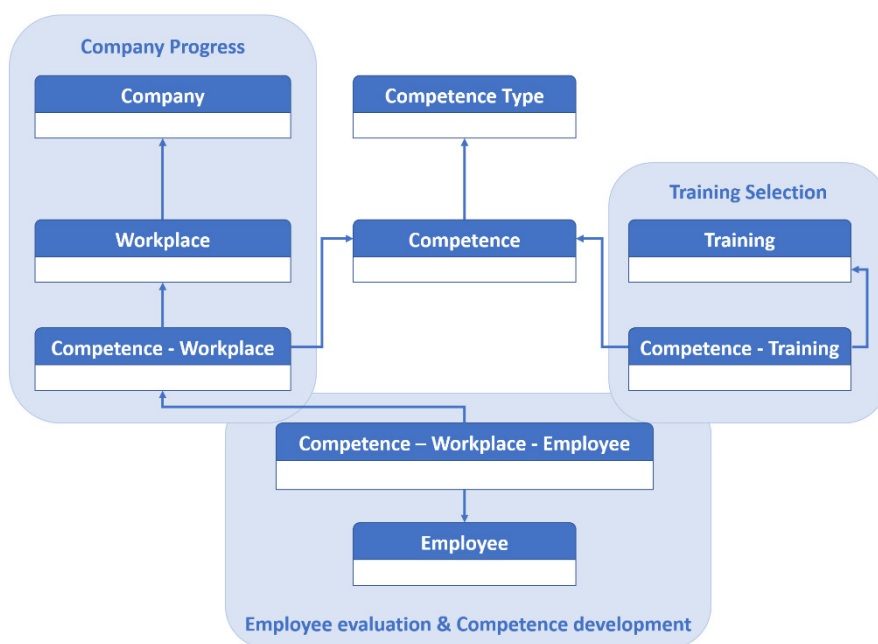 Company Progress
Company
Competence Type
Training Selection
Workplace
Competence
Training
Competence - Workplace
Competence - Training
Competence – Workplace - Employee
Employee
Employee evaluation & Competence development